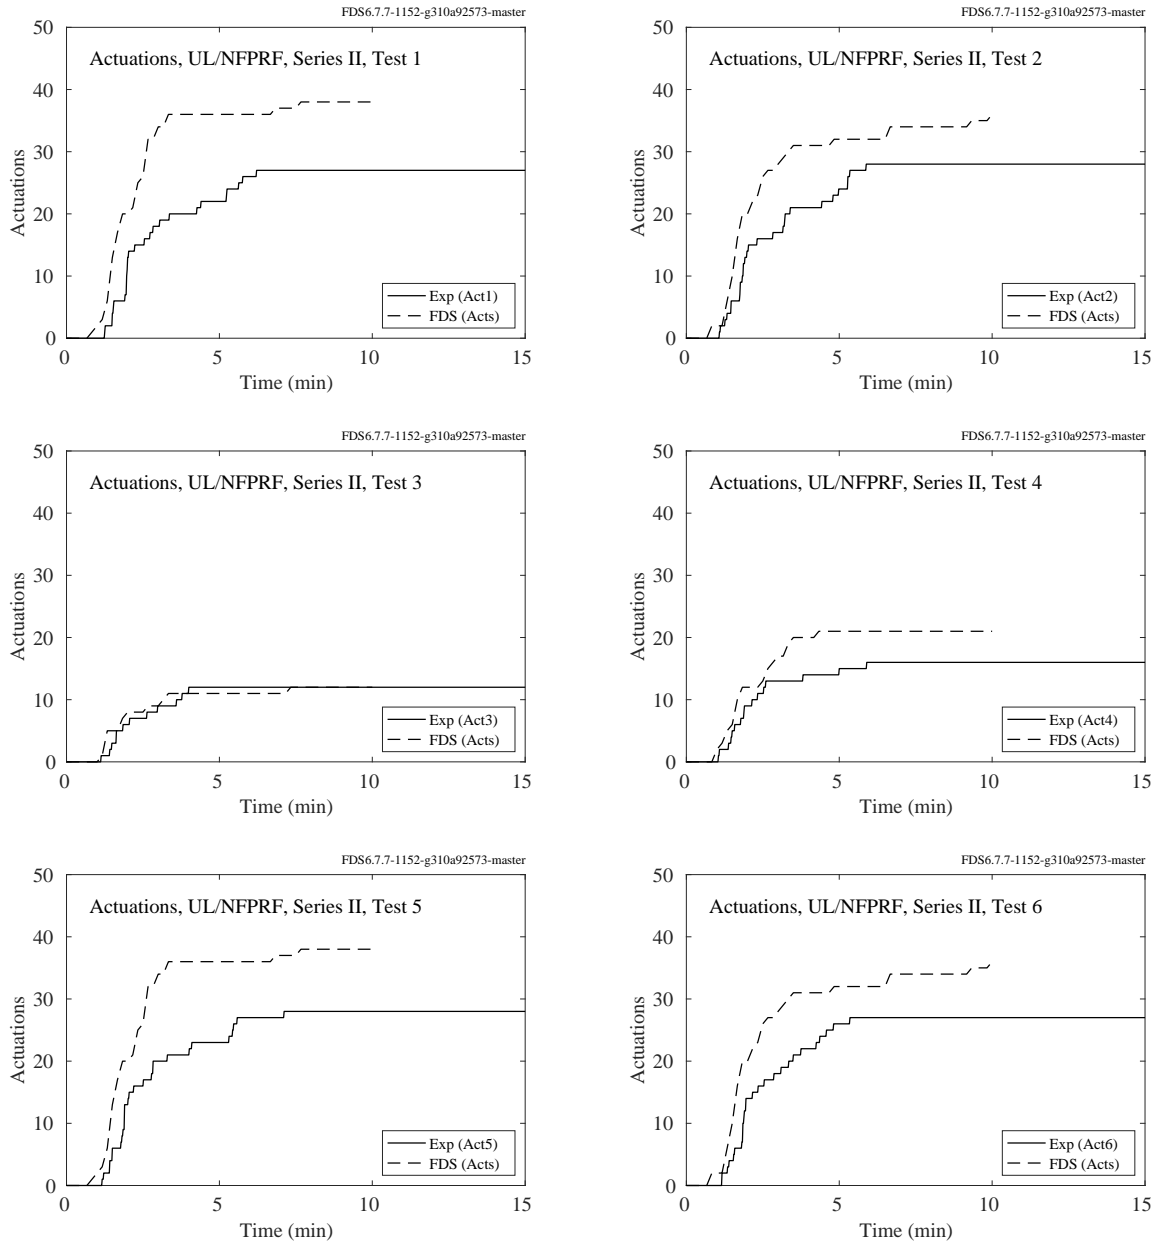 FDS6.7.7-1152-g310a92573-master
Actuations, UL/NFPRF, Series II, Test 1
50
40
30
20
10
0
Actuations
Exp (Act1)
FDS (Acts)
0 5 10 15
Time (min)
FDS6.7.7-1152-g310a92573-master
Actuations, UL/NFPRF, Series II, Test 2
50
40
30
20
10
0
Actuations
Exp (Act2)
FDS (Acts)
0 5 10 15
Time (min)
FDS6.7.7-1152-g310a92573-master
Actuations, UL/NFPRF, Series II, Test 3
50
40
30
20
10
0
Actuations
Exp (Act3)
FDS (Acts)
0 5 10 15
Time (min)
FDS6.7.7-1152-g310a92573-master
Actuations, UL/NFPRF, Series II, Test 4
50
40
30
20
10
0
Actuations
Exp (Act4)
FDS (Acts)
0 5 10 15
Time (min)
FDS6.7.7-1152-g310a92573-master
Actuations, UL/NFPRF, Series II, Test 5
50
40
30
20
10
0
Actuations
Exp (Act5)
FDS (Acts)
0 5 10 15
Time (min)
FDS6.7.7-1152-g310a92573-master
Actuations, UL/NFPRF, Series II, Test 6
50
40
30
20
10
0
Actuations
Exp (Act6)
FDS (Acts)
0 5 10 15
Time (min)